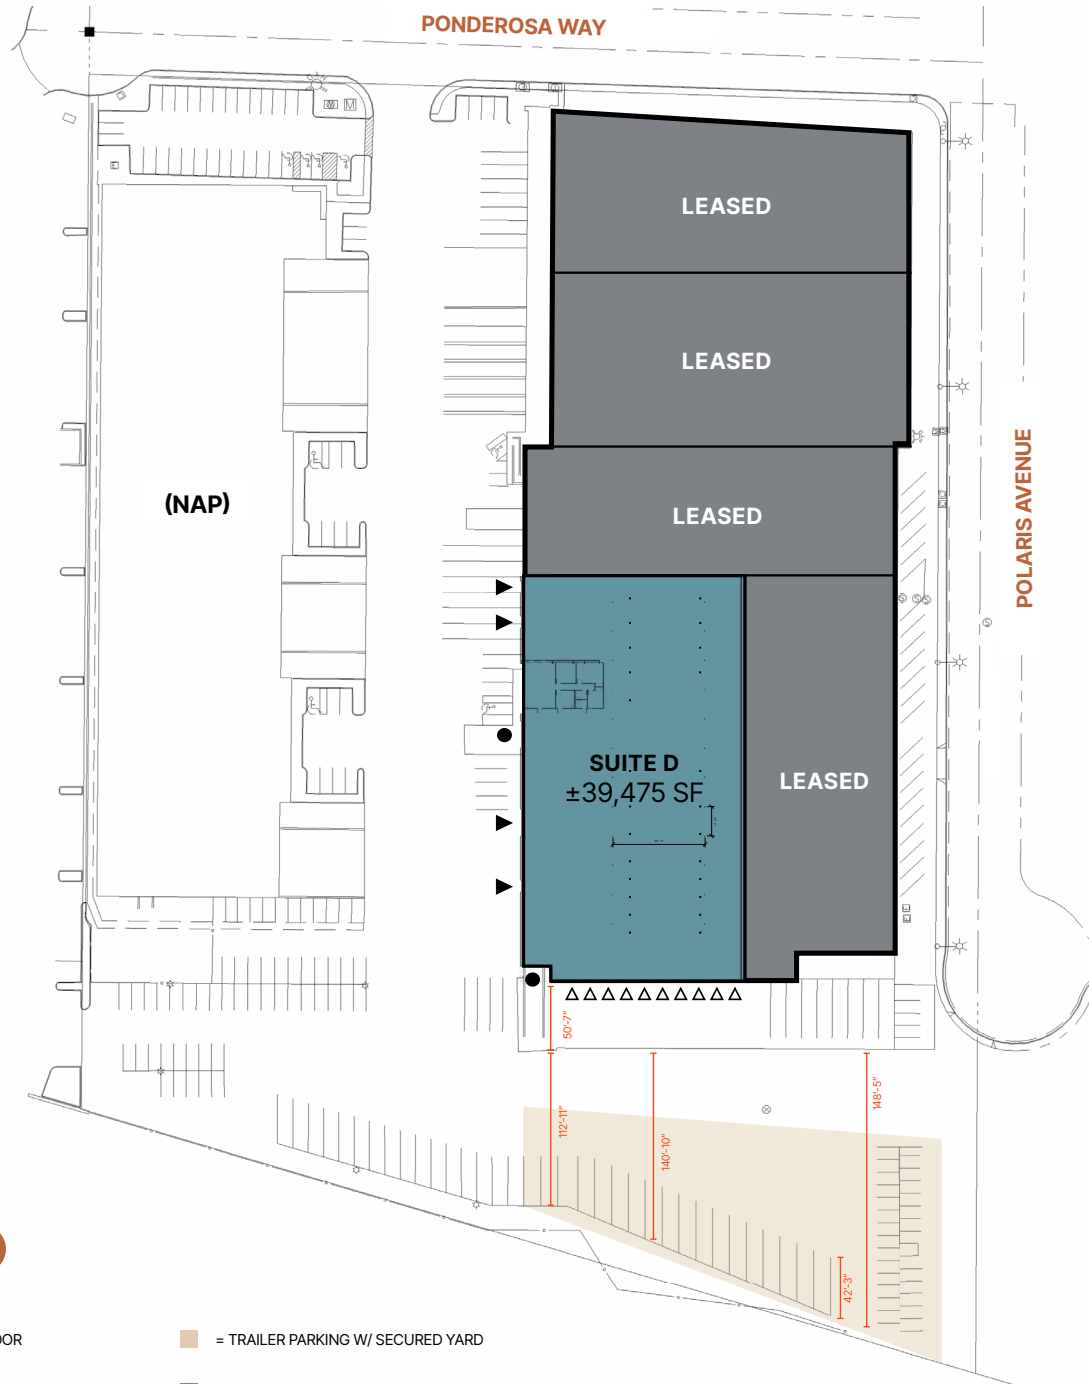 PONDEROSA WAY
LEASED
LEASED
(NAP)
LEASED
POLARIS AVENUE
SUITE D
±39,475 SF
LEASED
50'-7"
112'-11"
140'-10"
148'-5"
42'-3"
= TRAILER PARKING W/ SECURED YARD